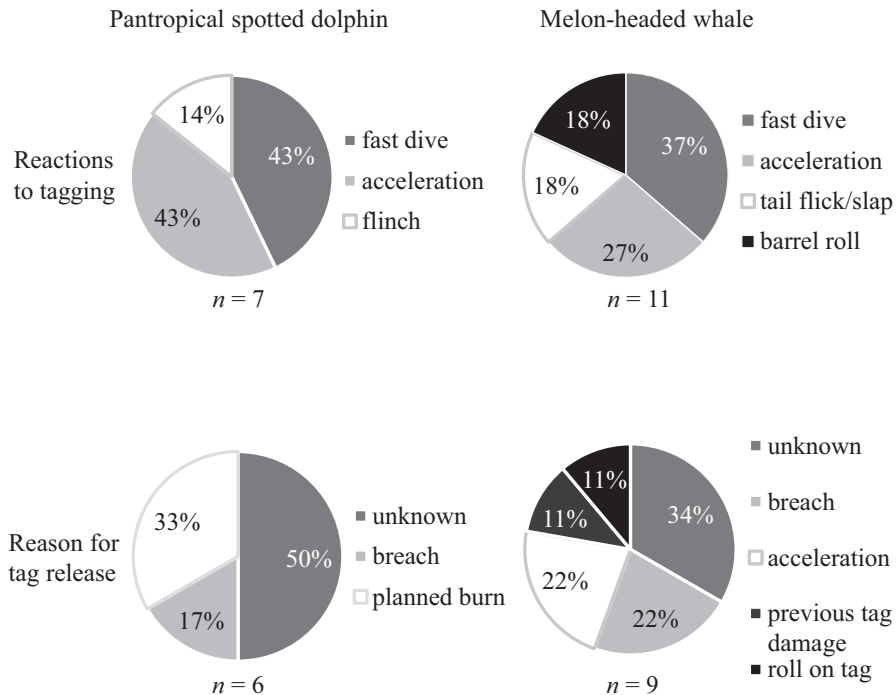 Pantropical spotted dolphin
Melon-headed whale
Reactions
to tagging
14%
43%
43%
fast dive
acceleration
flinch
n = 7
18%
37%
18%
27%
fast dive
acceleration
tail flick/slap
barrel roll
n = 11
Reason for
tag release
33%
50%
17%
unknown
breach
planned burn
n = 6
11%
34%
11%
22%
22%
unknown
breach
acceleration
previous tag
damage
roll on tag
n = 9